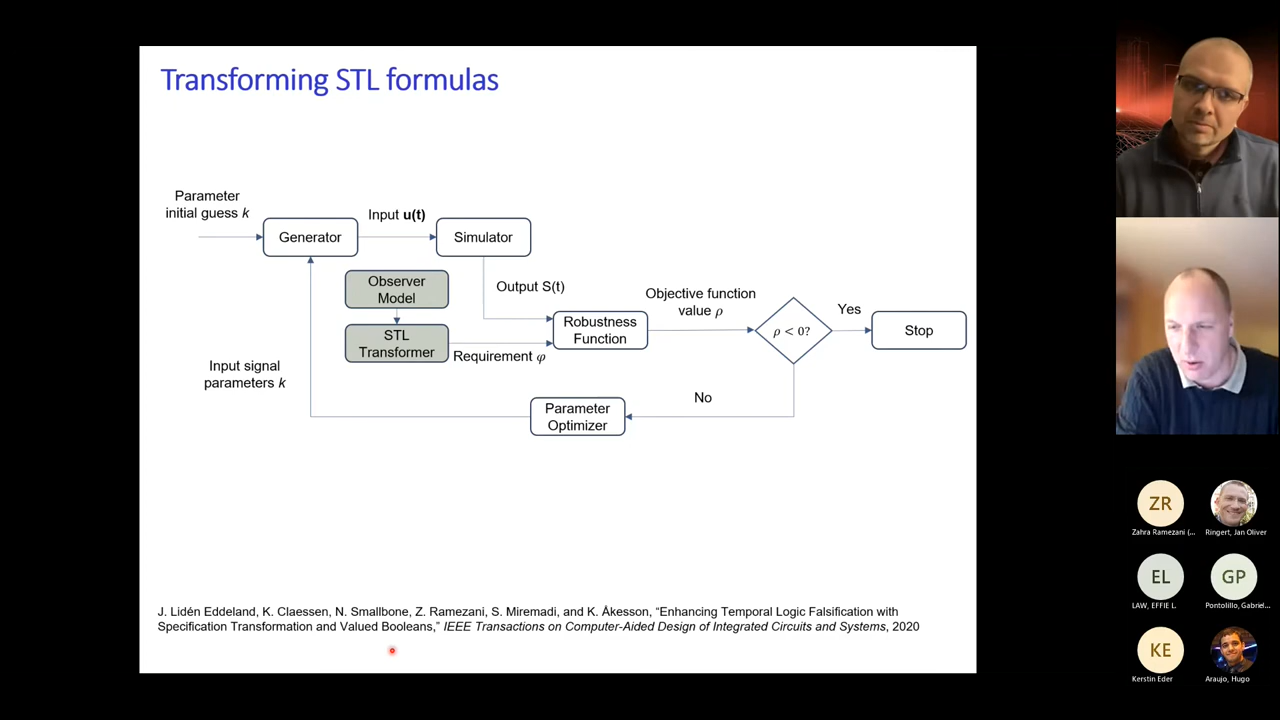 Transforming STL formulas
Parameter
initial guess k
Generator
Input u(t)
Simulator
Observer
Model
Output S(t)
STL
Transformer
Requirement φ
Robustness
Function
Objective function
value ρ
ρ < 0?
Yes
Stop
No
Parameter
Optimizer
Input signal
parameters k
J. Lidén Eddeland, K. Claessen, N. Smallbone, Z. Ramezani, S. Miremadi, and K. Åkesson, “Enhancing Temporal Logic Falsification with
Specification Transformation and Valued Booleans,” IEEE Transactions on Computer-Aided Design of Integrated Circuits and Systems, 2020
ZR
Zahra Ramezani (...
Ringert, Jan Oliver
EL
LAW, EFFIE L.
GP
Pontolillo, Gabriel...
KE
Kerstin Eder
Araujo, Hugo